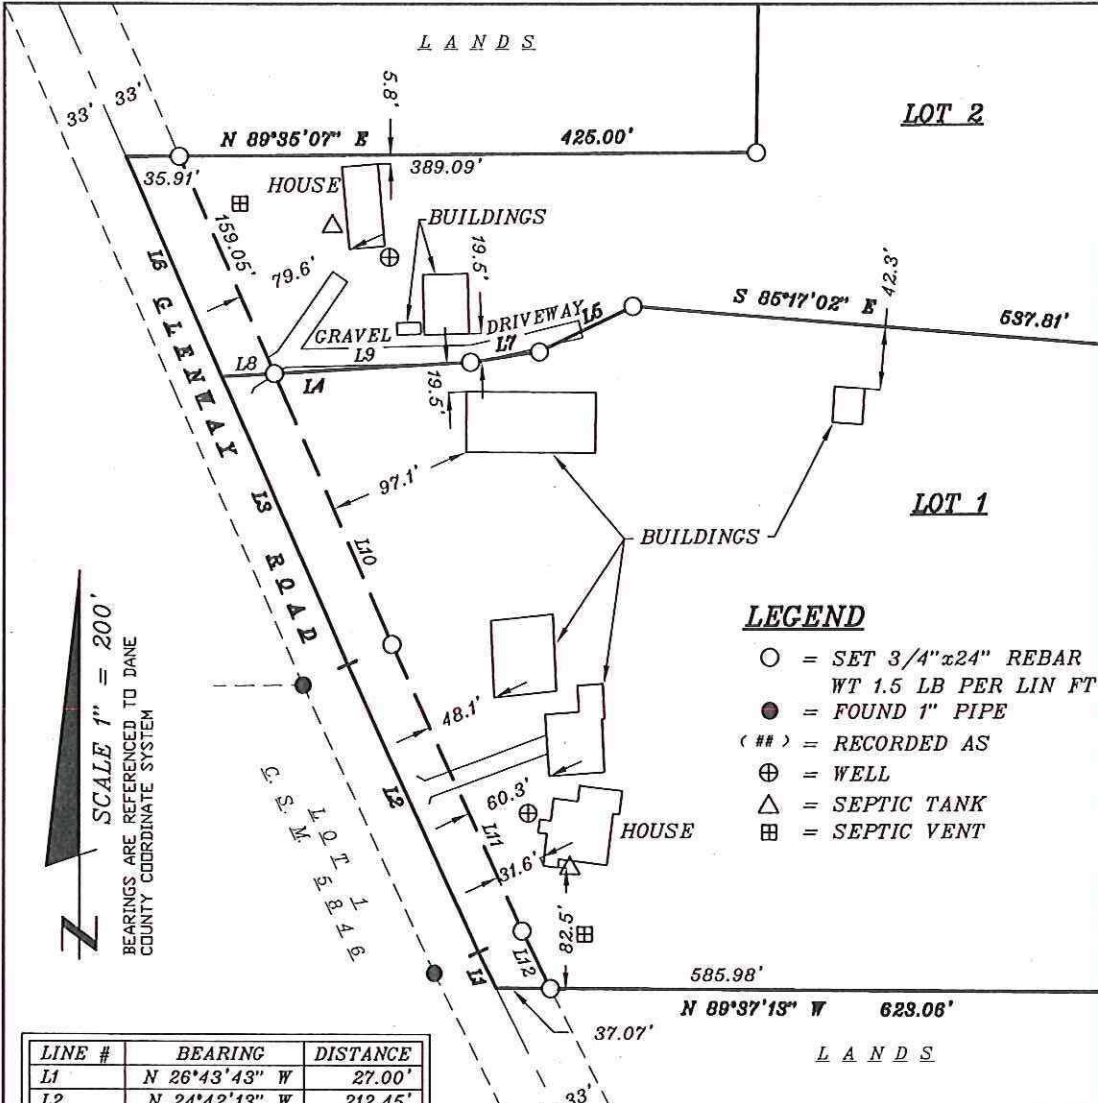 L A N D S
33' 33'
5.8'
LOT 2
N 89°35'07" E 425.00'
35.91' 389.09'
HOUSE
BUILDINGS
159.05'
79.6'
19.5'
42.3'
L6
S 85°17'02" E
537.81'
GRAVEL DRIVEWAY
L5
L7
L8
L9
L4
19.5'
GLENWAY ROAD
97.1'
L3
LOT 1
BUILDINGS
L10
SCALE 1" = 200'
BEARINGS ARE REFERENCED TO DANE
COUNTY COORDINATE SYSTEM
Z
LEGEND
= SET 3/4"x24" REBAR
WT 1.5 LB PER LIN FT
= FOUND 1" PIPE
( ## ) = RECORDED AS
= WELL
= SEPTIC TANK
= SEPTIC VENT
48.1'
L2
60.3'
L11
HOUSE
31.6'
82.5'
LOT 1
C. S. M. 5846
L1
L12
585.98'
N 89°37'13" W 623.06'
37.07'
L A N D S
33'
LINE # BEARING DISTANCE
L1 N 26°43'43" W 27.00'
L2 N 24°42'13" W 212.45'